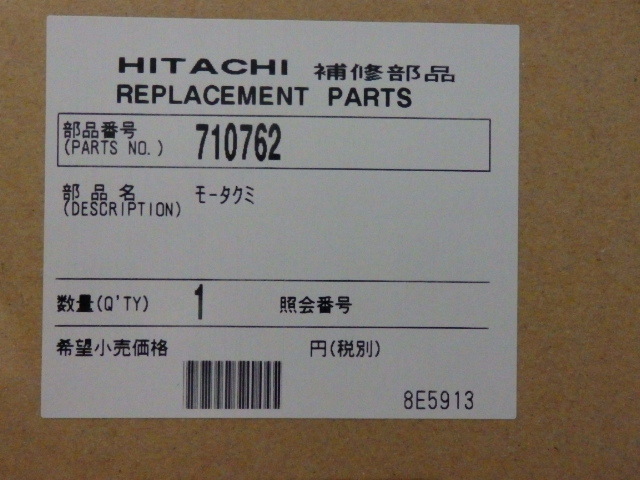 HITACHI 補修部品
REPLACEMENT PARTS
部品番号
(PARTS NO.) 710762
部品名 ﾓｰﾀｸﾐ
(DESCRIPTION)
数量(Q'TY) 1 照会番号
希望小売価格 円(税別)
8E5913